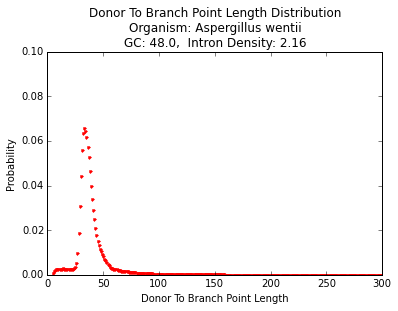 Donor To Branch Point Length Distribution
Organism: Aspergillus wentii
GC: 48.0,  Intron Density: 2.16
0.10
0.08
0.06
0.04
0.02
0.00
Probability
0 50 100 150 200 250 300
Donor To Branch Point Length